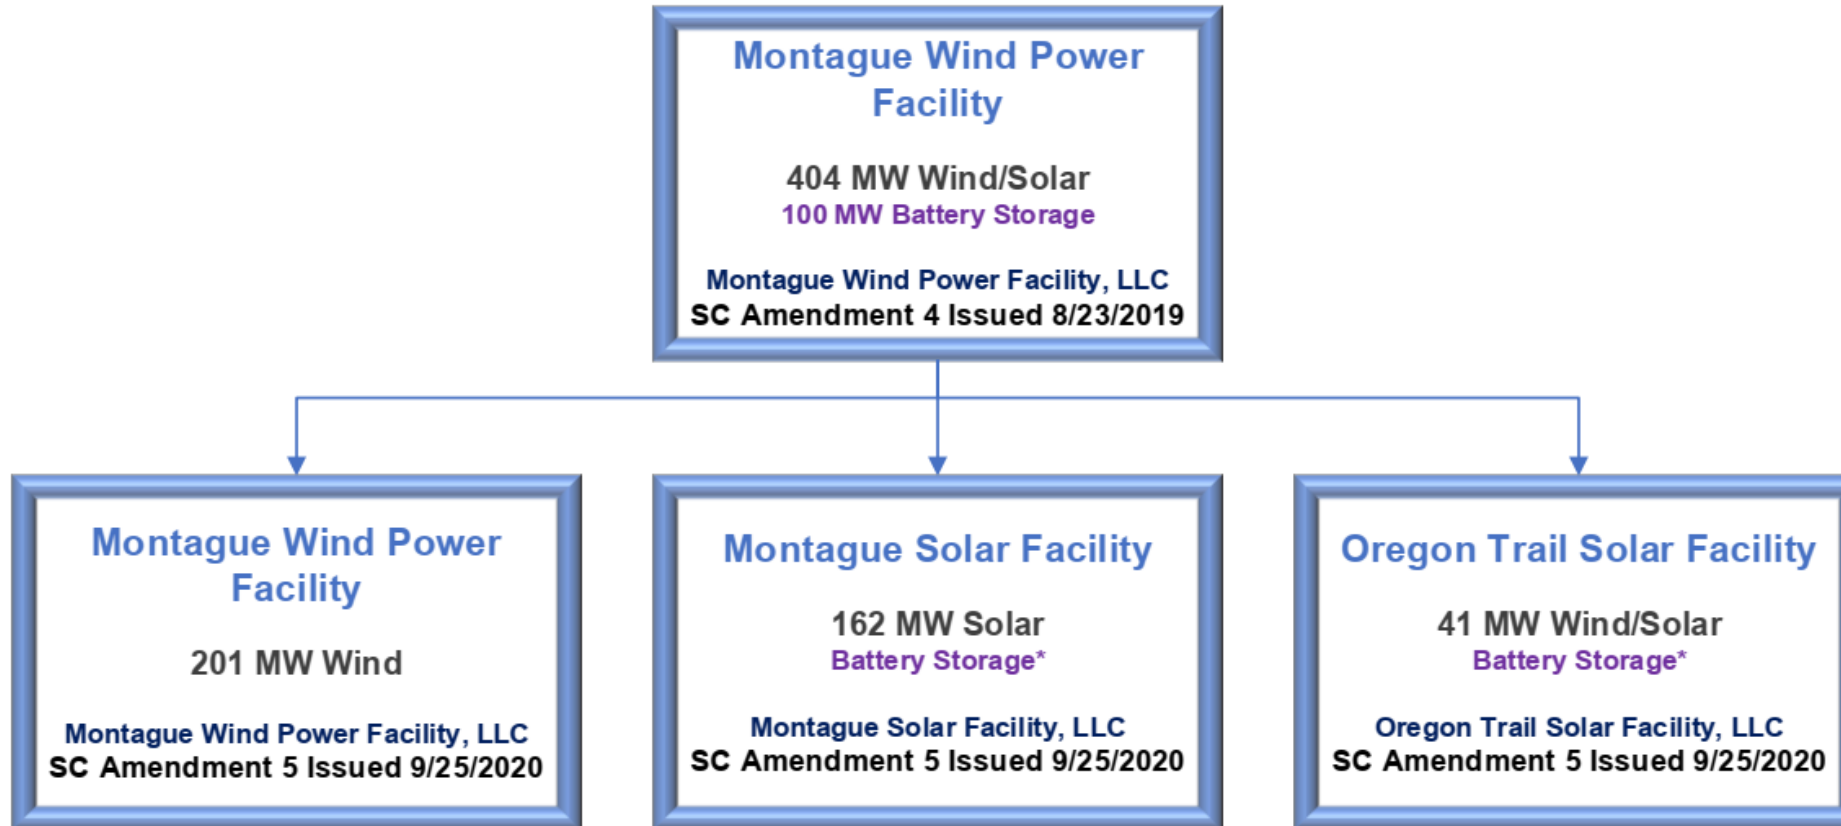 Montague Wind Power
Facility
404 MW Wind/Solar
100 MW Battery Storage
Montague Wind Power Facility, LLC
SC Amendment 4 Issued 8/23/2019
Montague Wind Power
Facility
201 MW Wind
Montague Wind Power Facility, LLC
SC Amendment 5 Issued 9/25/2020
Montague Solar Facility
162 MW Solar
Battery Storage*
Montague Solar Facility, LLC
SC Amendment 5 Issued 9/25/2020
Oregon Trail Solar Facility
41 MW Wind/Solar
Battery Storage*
Oregon Trail Solar Facility, LLC
SC Amendment 5 Issued 9/25/2020